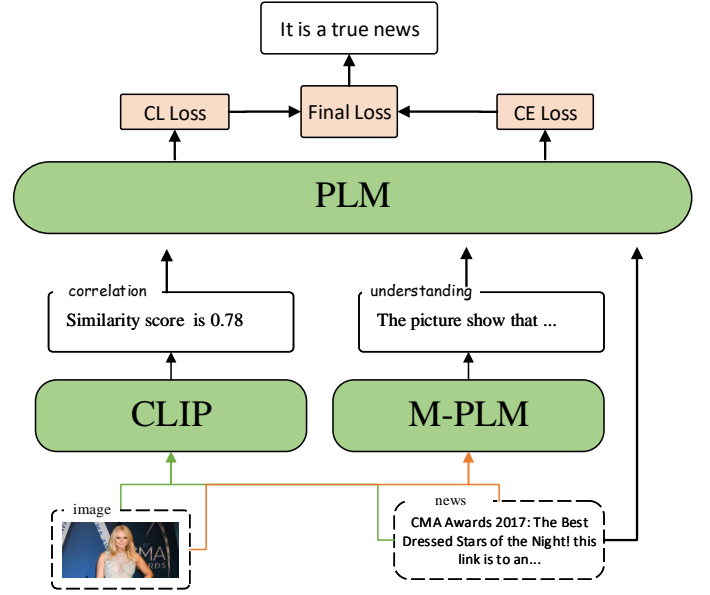 It is a true news
CL Loss
Final Loss
CE Loss
PLM
correlation
Similarity score is 0.78
understanding
The picture show that ...
CLIP
M-PLM
image
CMA
news
CMA Awards 2017: The Best
Dressed Stars of the Night! this
link is to an...